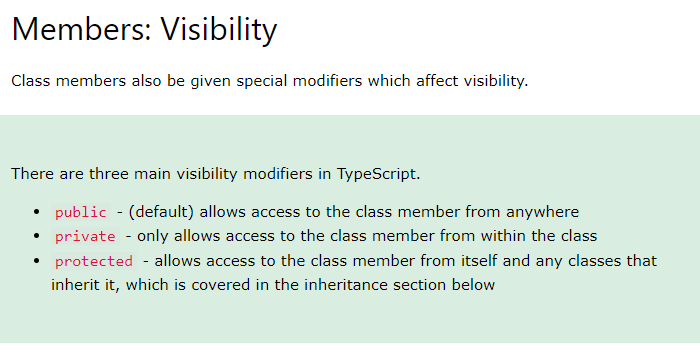 Members: Visibility
Class members also be given special modifiers which affect visibility.
There are three main visibility modifiers in TypeScript.
• public - (default) allows access to the class member from anywhere
• private - only allows access to the class member from within the class
• protected - allows access to the class member from itself and any classes that
inherit it, which is covered in the inheritance section below